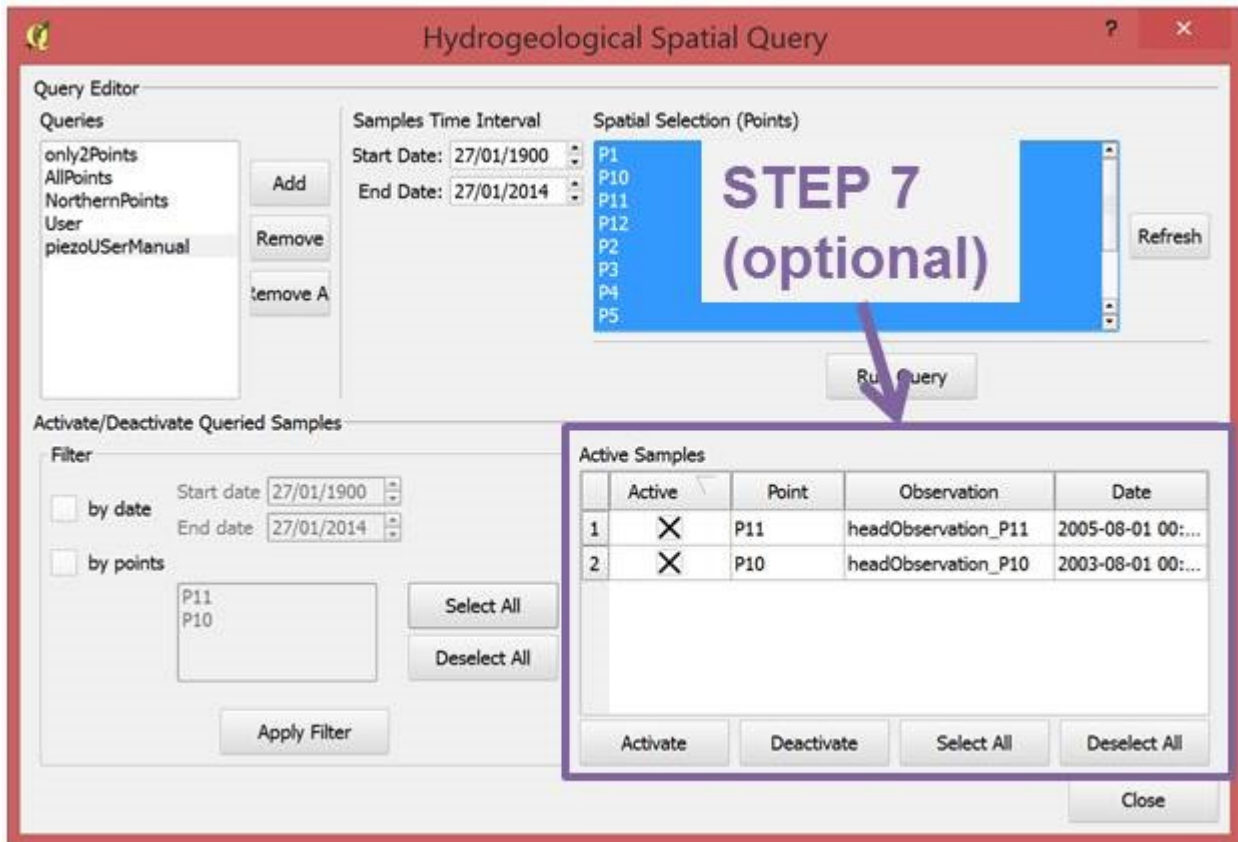 Hydrogeological Spatial Query
?
Query Editor
Queries
only2Points
AllPoints
NorthernPoints
User
piezoUSerManual
Add
Remove
Remove A
Samples Time Interval
Start Date: 27/01/1900
End Date: 27/01/2014
Spatial Selection (Points)
P1
P10
P11
P12
P2
P3
P4
P5
STEP 7
(optional)
Refresh
Run Query
Activate/Deactivate Queried Samples
Filter
by date
Start date 27/01/1900
End date 27/01/2014
by points
P11
P10
Select All
Deselect All
Apply Filter
Active Samples
Active Point Observation Date
1 P11 headObservation_P11 2005-08-01 00:...
2 P10 headObservation_P10 2003-08-01 00:...
Activate Deactivate Select All Deselect All
Close